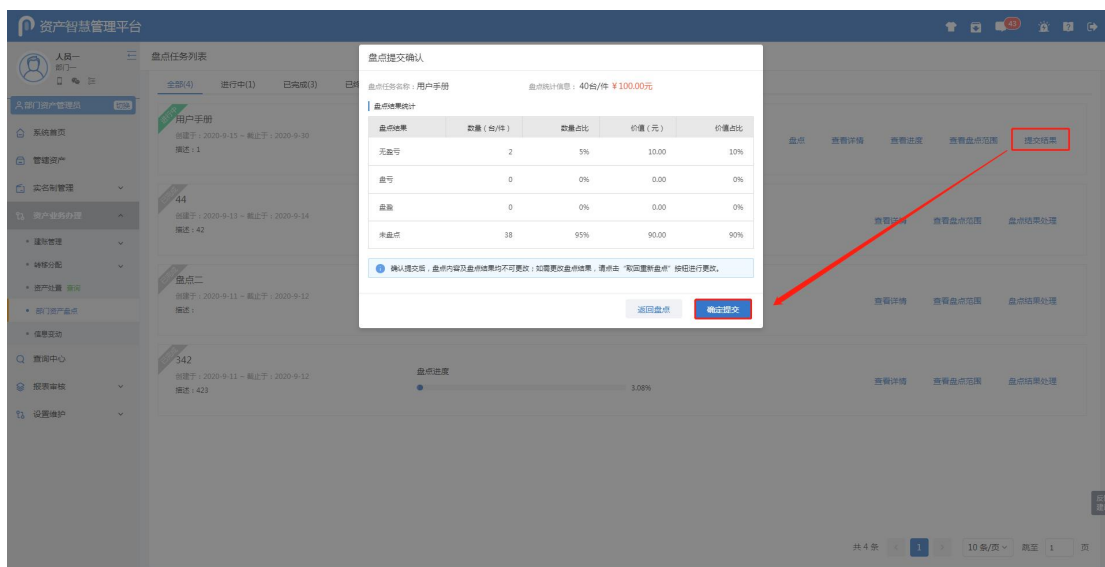 资产智慧管理平台
43
人员一
部门一
部门资产管理员
切换
系统首页
管辖资产
实名制管理
资产业务办理
建账管理
转移分配
资产处置
部门资产盘点
信息变动
查询中心
报表审核
设置维护
盘点任务列表
全部(4) 进行中(1) 已完成(3)
用户手册
创建于：2020-9-15 ~ 截止于：2020-9-30
描述：1
盘点 查看详情 查看进度 查看盘点范围 提交结果
44
创建于：2020-9-13 ~ 截止于：2020-9-14
描述：42
查看详情 查看盘点范围 盘点结果处理
盘点二
创建于：2020-9-11 ~ 截止于：2020-9-12
描述：
查看详情 查看盘点范围 盘点结果处理
342
创建于：2020-9-11 ~ 截止于：2020-9-12
描述：423
盘点进度
3.08%
查看详情 查看盘点范围 盘点结果处理
盘点提交确认
盘点任务名称：用户手册 盘点统计信息：40台/件 ￥100.00元
盘点结果统计
盘点结果 数量（台/件） 数量占比 价值（元） 价值占比
无盈亏 2 5% 10.00 10%
盘亏 0 0% 0.00 0%
盘盈 0 0% 0.00 0%
未盘点 38 95% 90.00 90%
确认提交后，盘点内容及盘点结果均不可更改；如需更改盘点结果，请点击“取回重新盘点”按钮进行更改。
返回盘点 确定提交
共 4 条 1 10 条/页 跳至 1 页